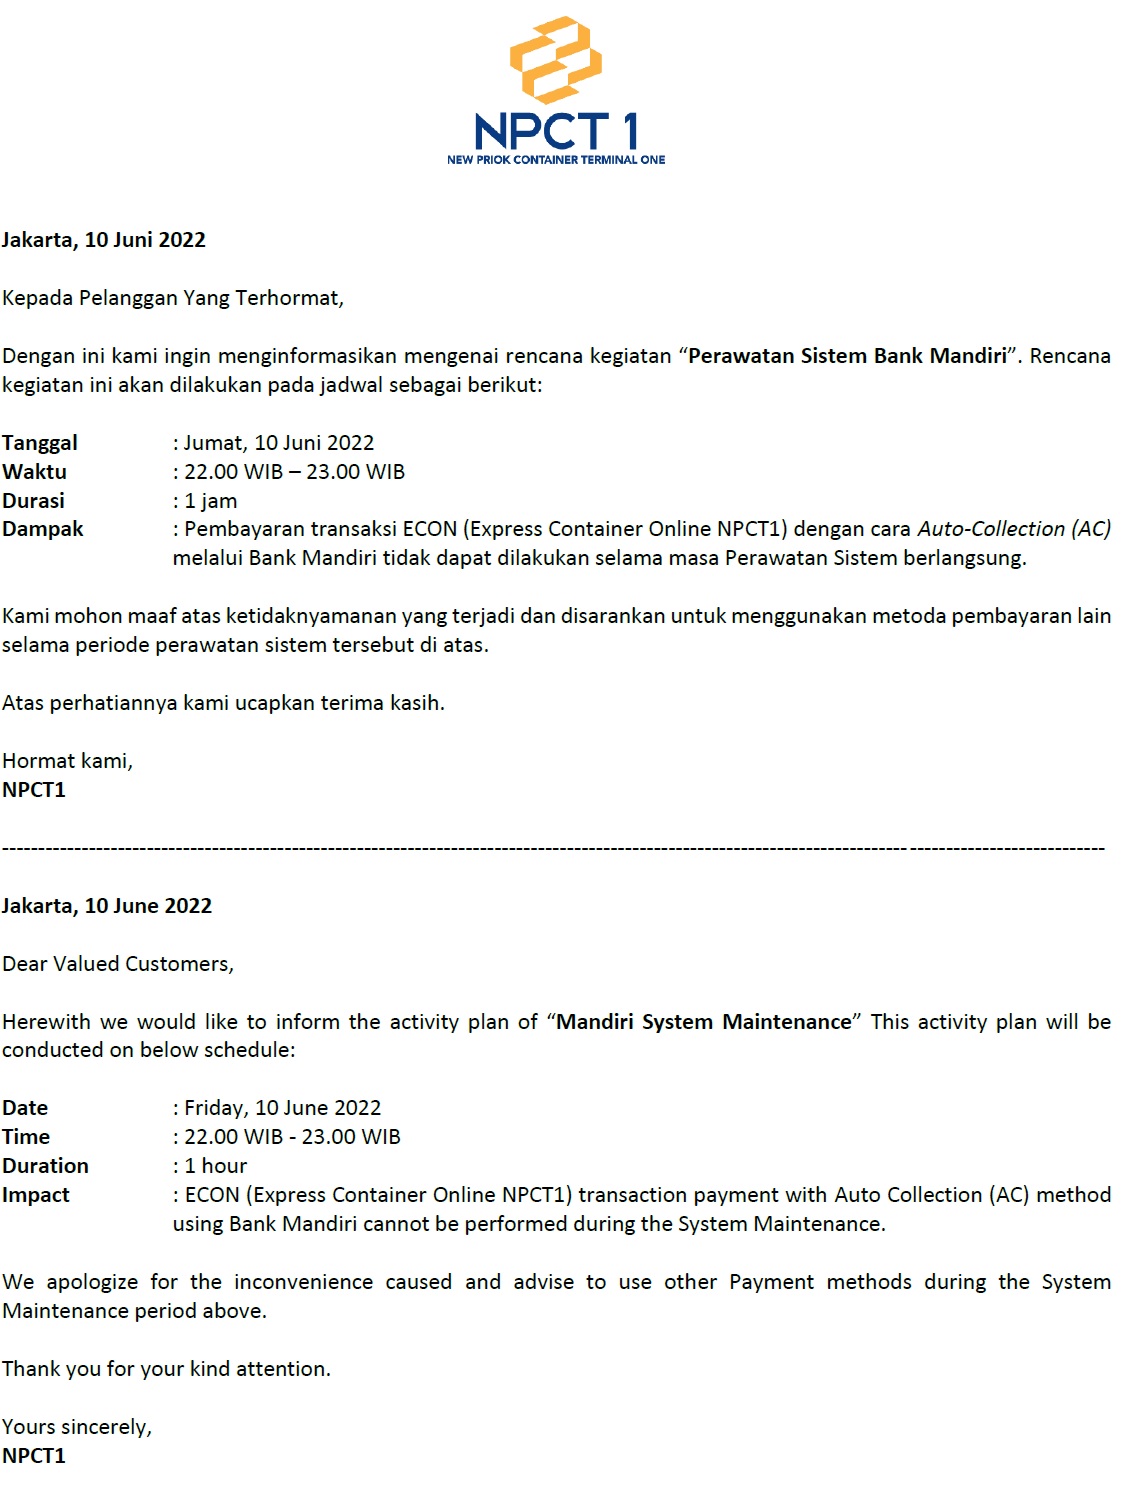 NPCT 1
NEW PRIOK CONTAINER TERMINAL ONE
Jakarta, 10 Juni 2022
Kepada Pelanggan Yang Terhormat,
Dengan ini kami ingin menginformasikan mengenai rencana kegiatan “Perawatan Sistem Bank Mandiri”. Rencana
kegiatan ini akan dilakukan pada jadwal sebagai berikut:
Tanggal : Jumat, 10 Juni 2022
Waktu : 22.00 WIB – 23.00 WIB
Durasi : 1 jam
Dampak : Pembayaran transaksi ECON (Express Container Online NPCT1) dengan cara Auto-Collection (AC)
melalui Bank Mandiri tidak dapat dilakukan selama masa Perawatan Sistem berlangsung.
Kami mohon maaf atas ketidaknyamanan yang terjadi dan disarankan untuk menggunakan metoda pembayaran lain
selama periode perawatan sistem tersebut di atas.
Atas perhatiannya kami ucapkan terima kasih.
Hormat kami,
NPCT1
Jakarta, 10 June 2022
Dear Valued Customers,
Herewith we would like to inform the activity plan of “Mandiri System Maintenance” This activity plan will be
conducted on below schedule:
Date : Friday, 10 June 2022
Time : 22.00 WIB - 23.00 WIB
Duration : 1 hour
Impact : ECON (Express Container Online NPCT1) transaction payment with Auto Collection (AC) method
using Bank Mandiri cannot be performed during the System Maintenance.
We apologize for the inconvenience caused and advise to use other Payment methods during the System
Maintenance period above.
Thank you for your kind attention.
Yours sincerely,
NPCT1